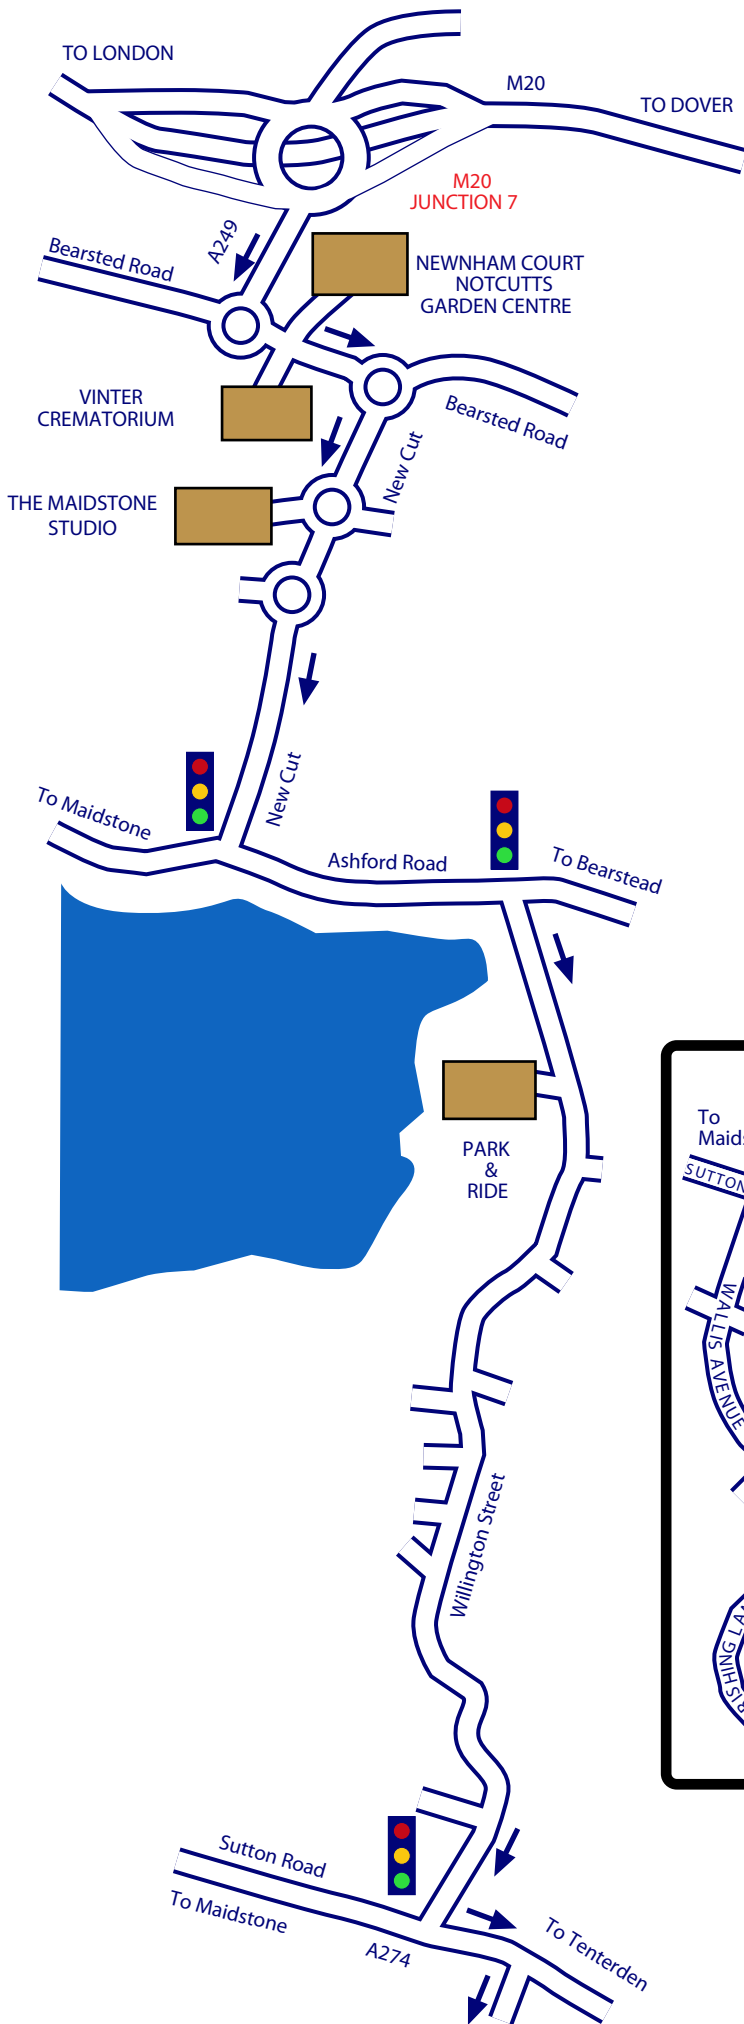 TO LONDON
M20
TO DOVER
M20
JUNCTION 7
A249
Bearsted Road
NEWNHAM COURT
NOTCUTTS
GARDEN CENTRE
VINTER
CREMATORIUM
Bearsted Road
New Cut
THE MAIDSTONE
STUDIO
New Cut
To Maidstone
Ashford Road
To Bearstead
PARK
&
RIDE
To
Maids
SUTTON
WALLIS AVENUE
Willington Street
Sutton Road
To Maidstone
A274
To Tenterden